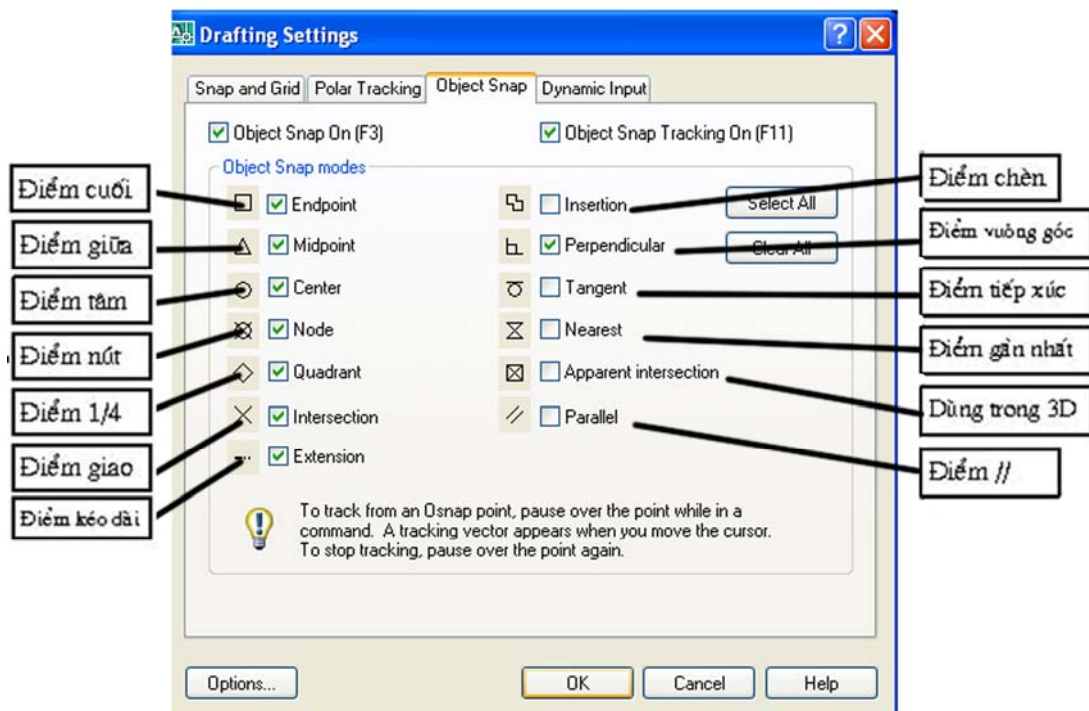 Drafting Settings
Snap and Grid Polar Tracking Object Snap Dynamic Input
Object Snap On (F3) Object Snap Tracking On (F11)
Object Snap modes
Điểm cuối Endpoint Insertion Select All Điểm chèn
Điểm giữa Midpoint Perpendicular Clear All Điểm vuông góc
Điểm tâm Center Tangent Điểm tiếp xúc
Điểm nút Node Nearest Điểm gần nhất
Điểm 1/4 Quadrant Apparent intersection Dùng trong 3D
Điểm giao Intersection Parallel Điểm //
Điểm kéo dài Extension
To track from an Osnap point, pause over the point while in a
command. A tracking vector appears when you move the cursor.
To stop tracking, pause over the point again.
Options... OK Cancel Help